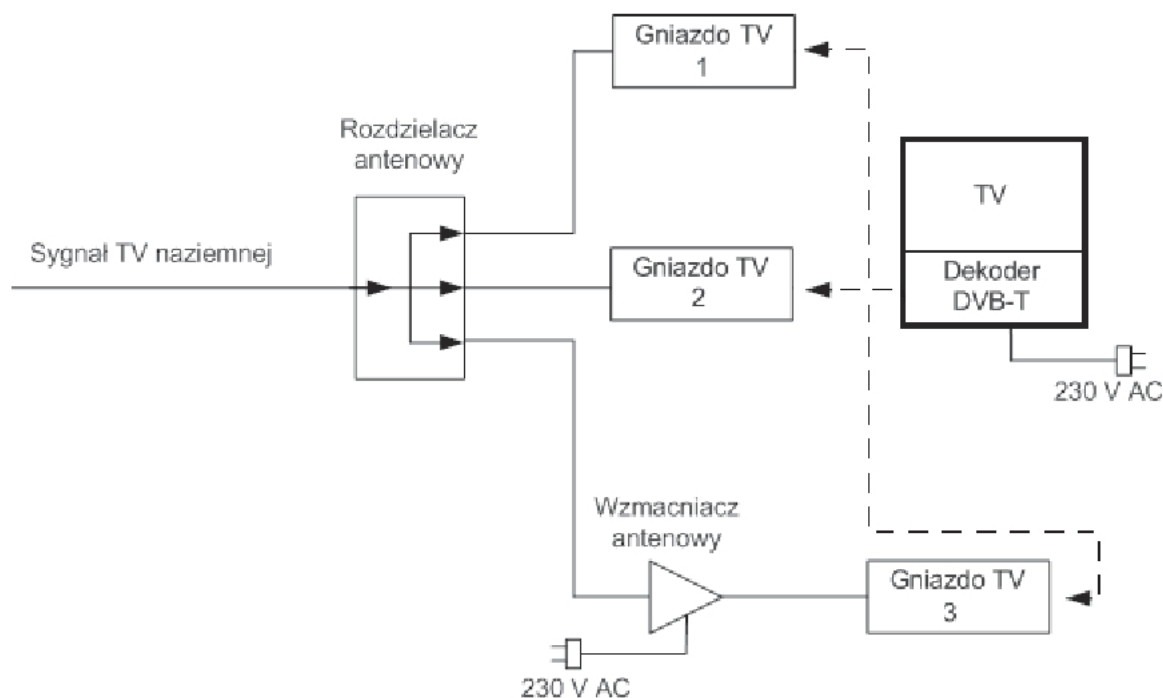 Gniazdo TV
1
Rozdzielacz
antenowy
Sygnał TV naziemnej
Gniazdo TV
2
TV
Dekoder
DVB-T
230 V AC
Wzmacniacz
antenowy
Gniazdo TV
3
230 V AC